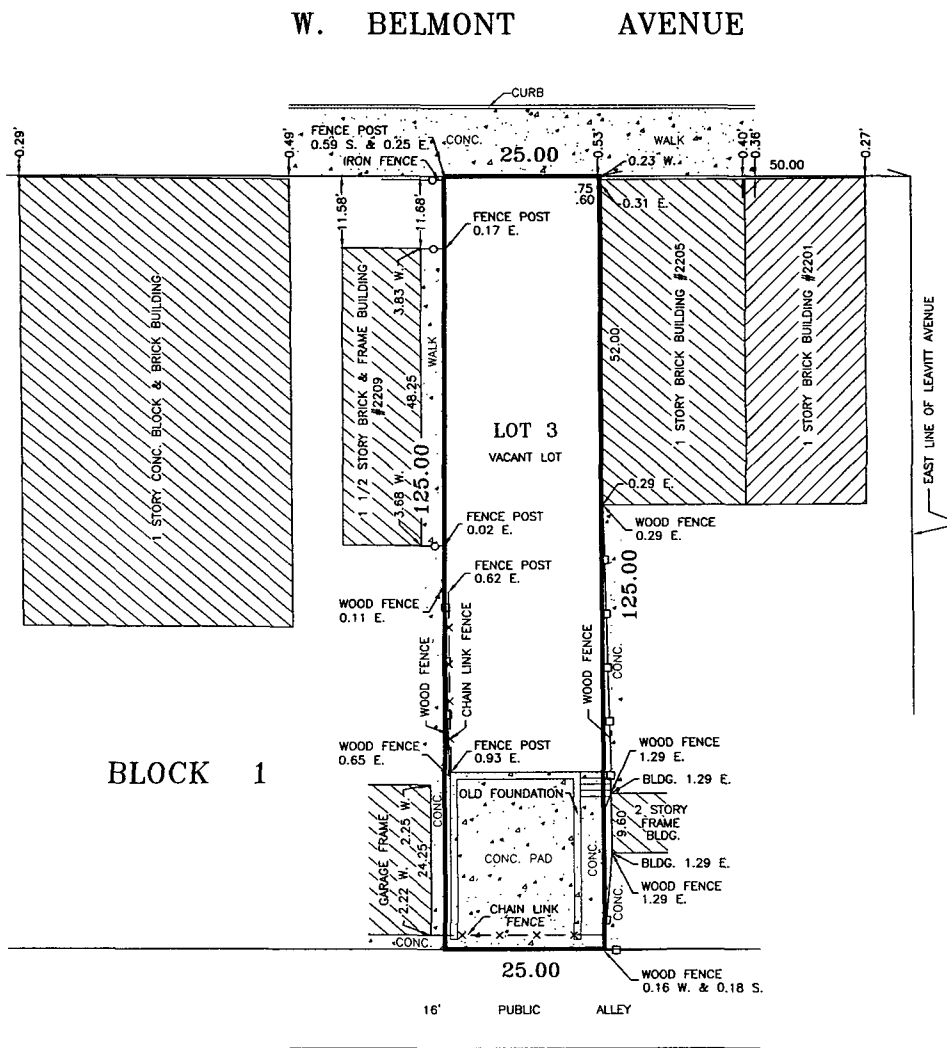 W. BELMONT AVENUE
CURB
FENCE POST
0.59 S. & 0.25 E.
IRON FENCE
CONC.
25.00
WALK
0.29'
0.49'
0.53'
0.23 W.
0.40'
0.36'
0.27'
50.00
11.58'
11.68'
.75
.60
0.31 E.
FENCE POST
0.17 E.
1 STORY CONC. BLOCK & BRICK BUILDING
1 1/2 STORY BRICK & FRAME BUILDING
#2209
3.83 W.
48.25
3.68 W.
WALK
125.00
LOT 3
VACANT LOT
52.00
1 STORY BRICK BUILDING #2205
1 STORY BRICK BUILDING #2201
EAST LINE OF LEAVITT AVENUE
0.29 E.
WOOD FENCE
0.29 E.
FENCE POST
0.02 E.
FENCE POST
0.62 E.
WOOD FENCE
0.11 E.
125.00
WOOD FENCE
CHAIN LINK FENCE
WOOD FENCE
CONC.
WOOD FENCE
0.65 E.
FENCE POST
0.93 E.
WOOD FENCE
1.29 E.
BLDG. 1.29 E.
BLOCK 1
OLD FOUNDATION
2 STORY
FRAME
BLDG.
9.60
GARAGE FRAME
2.25 W.
24.25
2.22 W.
CONC.
CONC. PAD
CONC.
CONC.
BLDG. 1.29 E.
WOOD FENCE
1.29 E.
CHAIN LINK
FENCE
CONC.
25.00
WOOD FENCE
0.16 W. & 0.18 S.
16' PUBLIC ALLEY